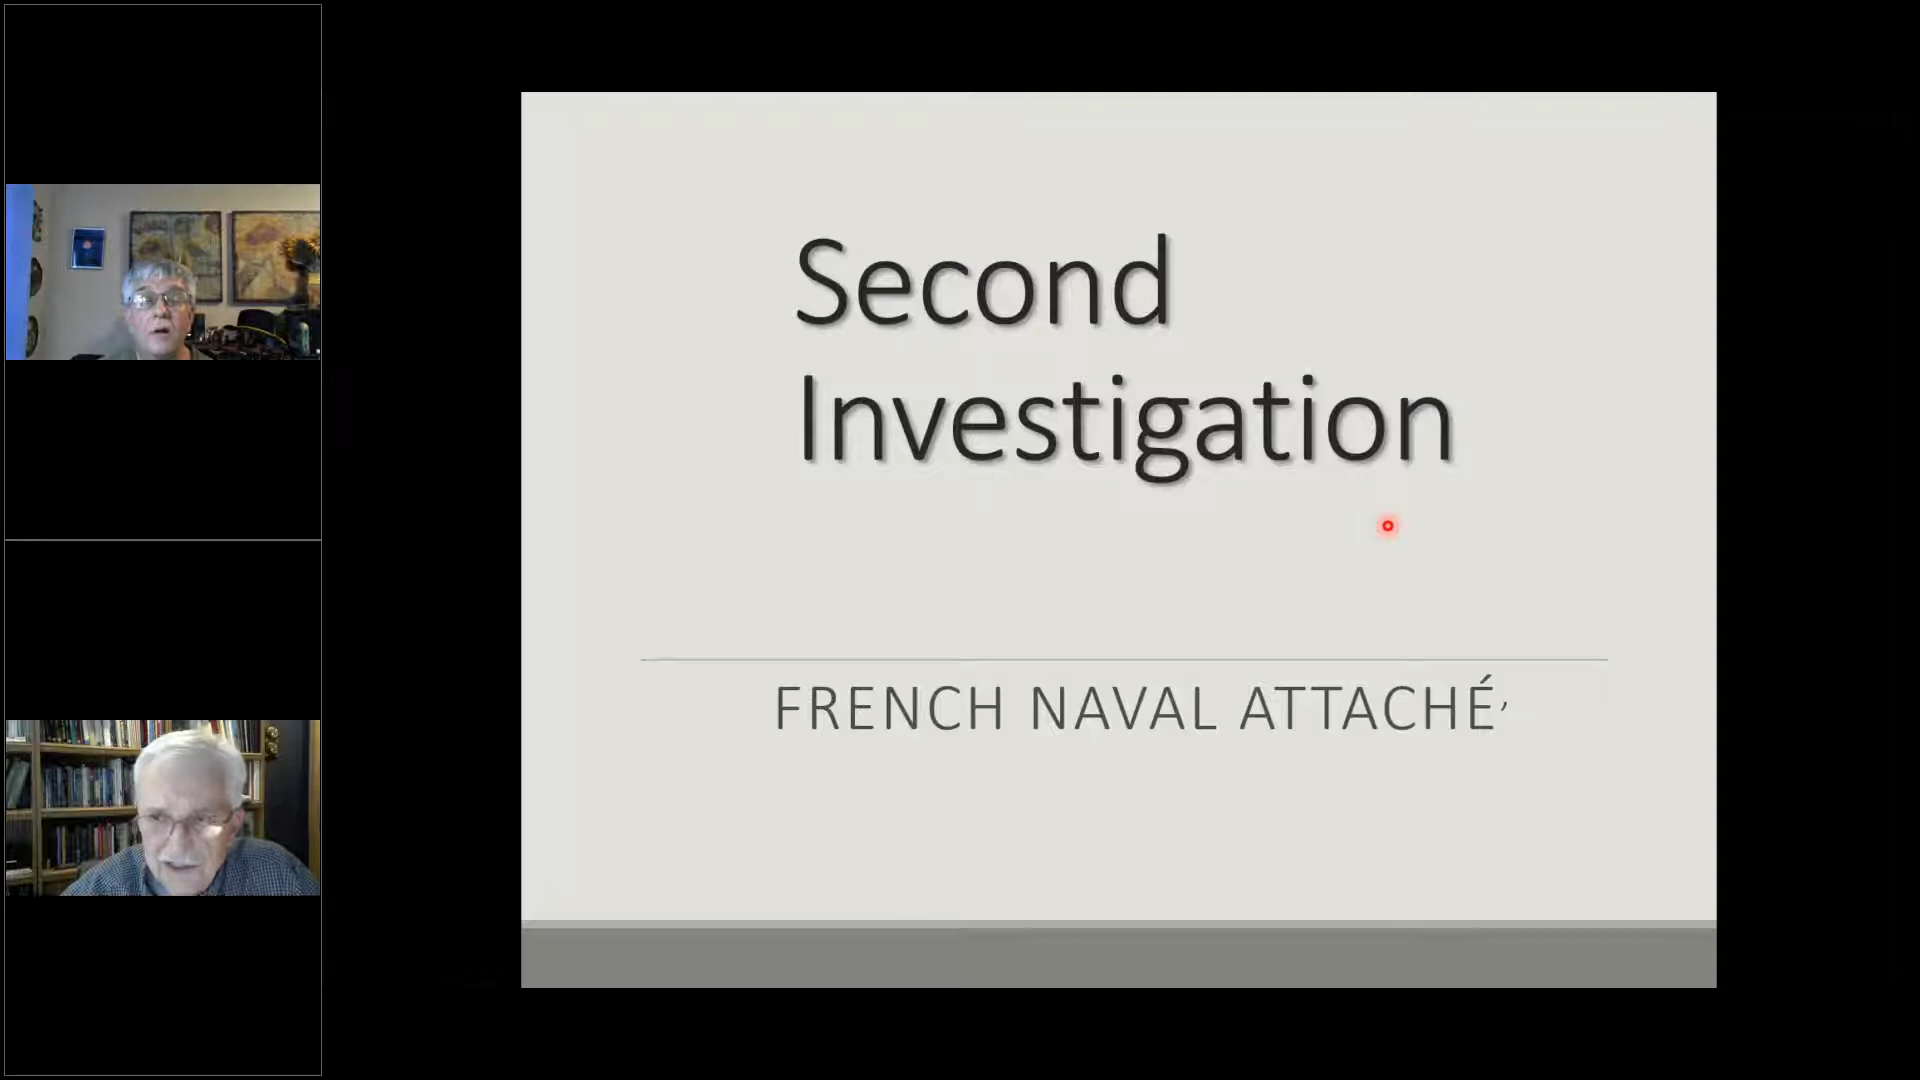 Second
Investigation
FRENCH NAVAL ATTACHÉ,